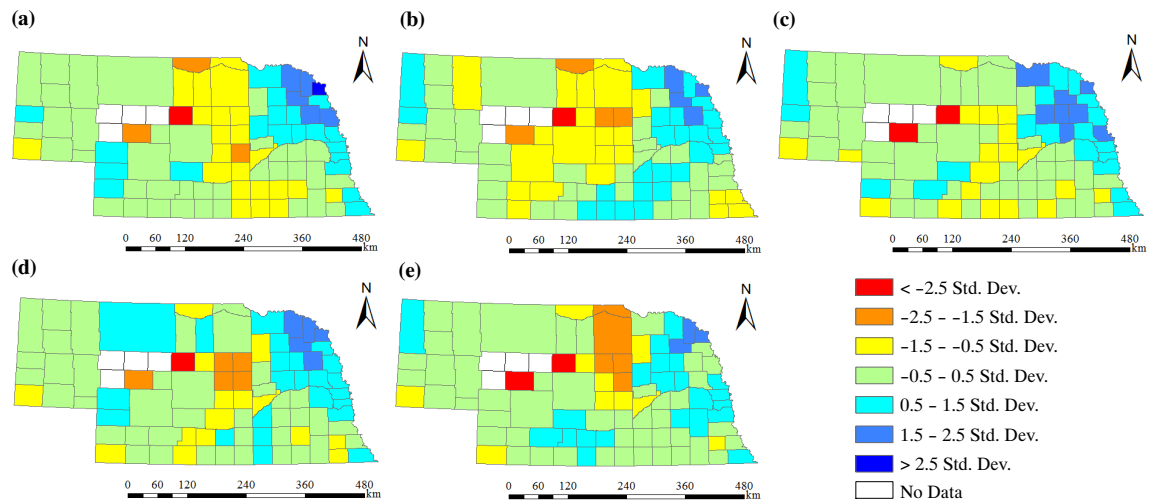 (a)
(b)
(c)
N
N
N
0 60 120 240 360 480
km
0 60 120 240 360 480
km
0 60 120 240 360 480
km
(d)
(e)
N
N
< −2.5 Std. Dev.
−2.5 – −1.5 Std. Dev.
−1.5 – −0.5 Std. Dev.
−0.5 – 0.5 Std. Dev.
0.5 – 1.5 Std. Dev.
1.5 – 2.5 Std. Dev.
> 2.5 Std. Dev.
No Data
0 60 120 240 360 480
km
0 60 120 240 360 480
km